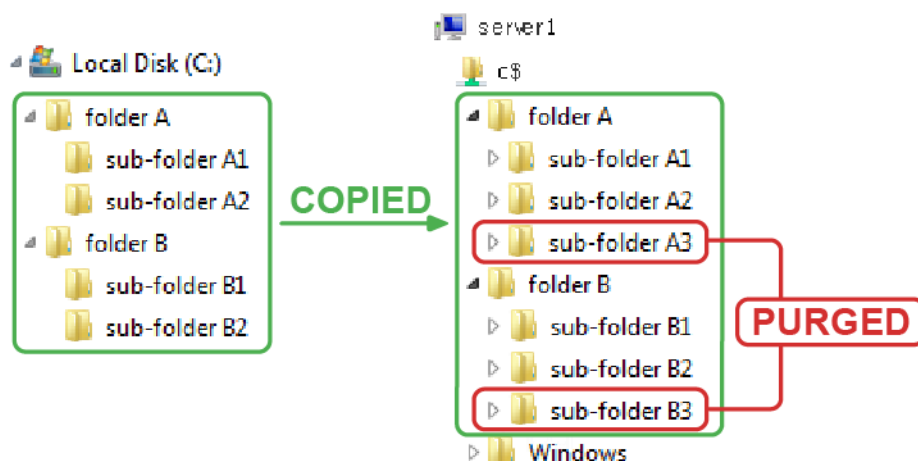 Local Disk (C:)
folder A
sub-folder A1
sub-folder A2
folder B
sub-folder B1
sub-folder B2
COPIED
server1
c$
folder A
sub-folder A1
sub-folder A2
sub-folder A3
folder B
sub-folder B1
sub-folder B2
sub-folder B3
Windows
PURGED